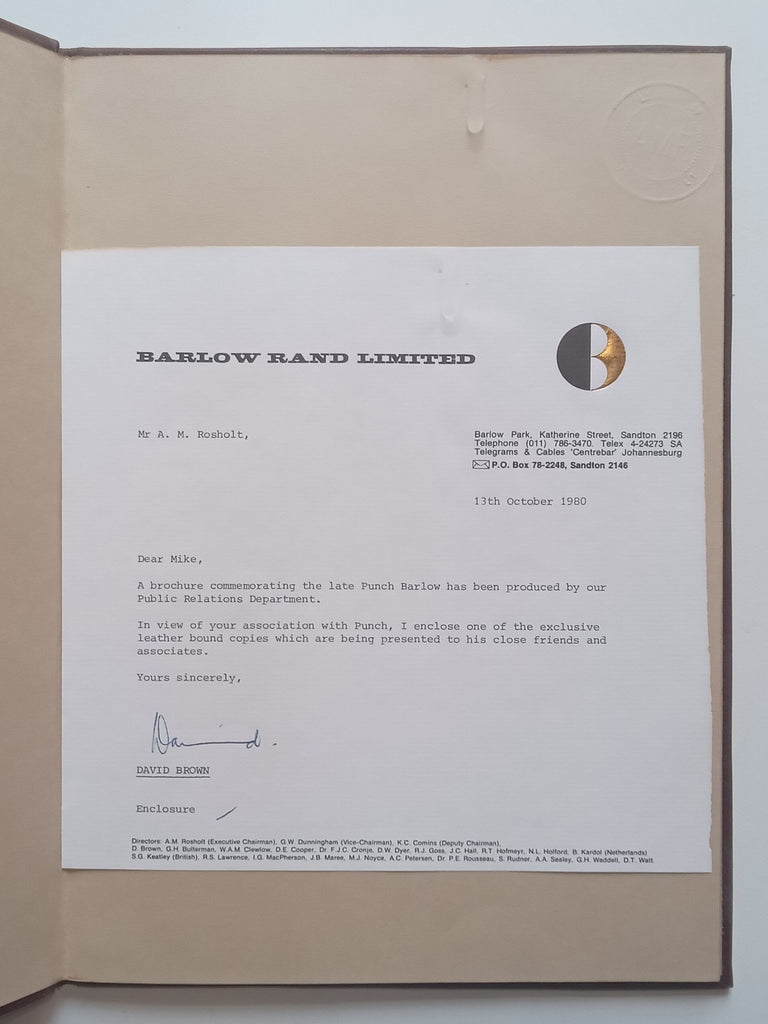 BARLOW RAND LIMITED
Mr A. M. Rosholt,
Barlow Park, Katherine Street, Sandton 2196
Telephone (011) 786-3470. Telex 4-24273 SA
Telegrams & Cables 'Centrebar' Johannesburg
P.O. Box 78-2248, Sandton 2146
13th October 1980
Dear Mike,
A brochure commemorating the late Punch Barlow has been produced by our
Public Relations Department.
In view of your association with Punch, I enclose one of the exclusive
leather bound copies which are being presented to his close friends and
associates.
Yours sincerely,
David.
DAVID BROWN
Enclosure
Directors: A.M. Rosholt (Executive Chairman), G.W. Dunningham (Vice-Chairman), K.C. Comins (Deputy Chairman),
D. Brown, G.H. Bulterman, W.A.M. Clewlow, D.E. Cooper, Dr. F.J.C. Cronje, D.W. Dyer, R.J. Goss, J.C. Hall, R.T. Hofmeyr, N.L. Holford, B. Kardol (Netherlands)
S.G. Keatley (British), R.S. Lawrence, I.G. MacPherson, J.B. Maree, M.J. Noyce, A.C. Petersen, Dr. P.E. Rousseau, S. Rudner, A.A. Sealey, G.H. Waddell, D.T. Watt.